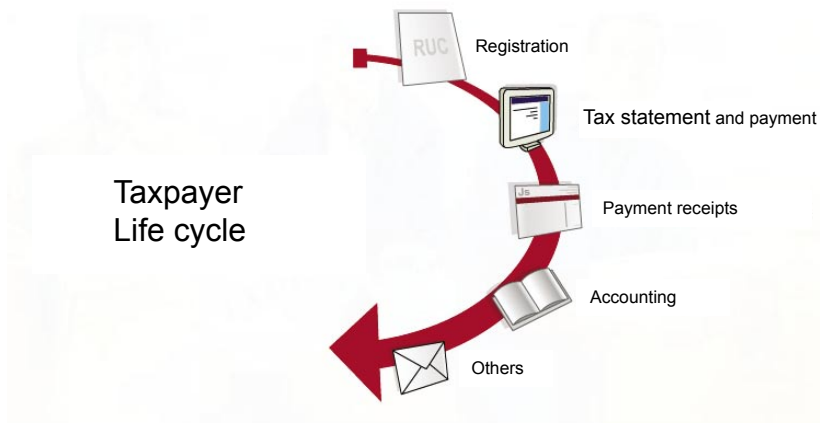 RUC
Registration
Tax statement and payment
Js
Payment receipts
Taxpayer
Life cycle
Accounting
Others